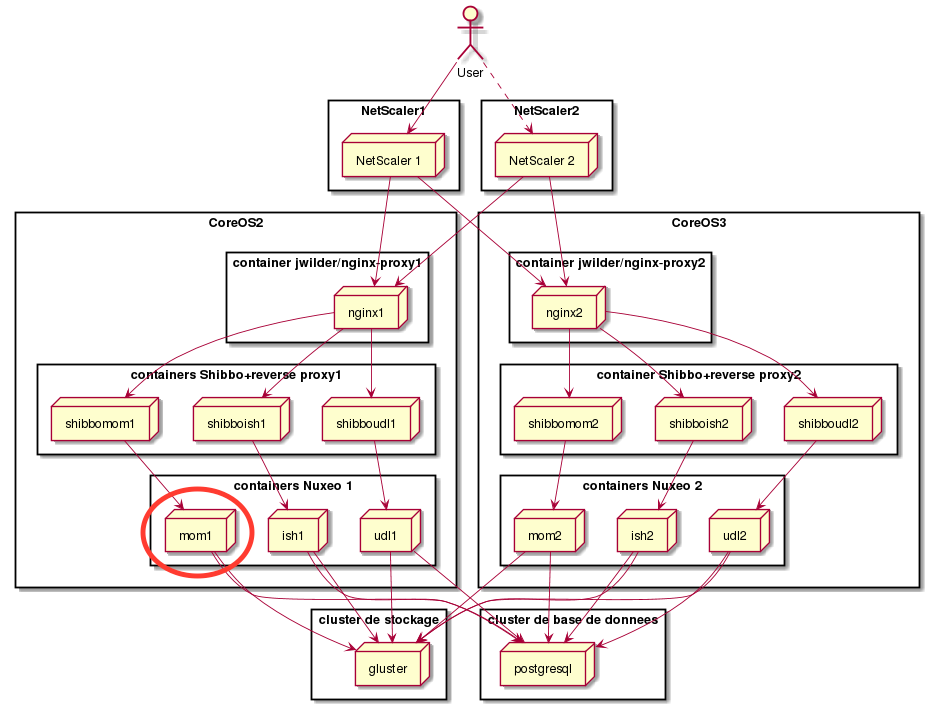 User
NetScaler1
NetScaler2
NetScaler 1
NetScaler 2
CoreOS2
CoreOS3
container jwilder/nginx-proxy1
container jwilder/nginx-proxy2
nginx1
nginx2
containers Shibbo+reverse proxy1
container Shibbo+reverse proxy2
shibbomom1
shibboish1
shibboudl1
shibbomom2
shibboish2
shibboudl2
containers Nuxeo 1
containers Nuxeo 2
mom1
ish1
udl1
mom2
ish2
udl2
cluster de stockage
cluster de base de donnees
gluster
postgresql